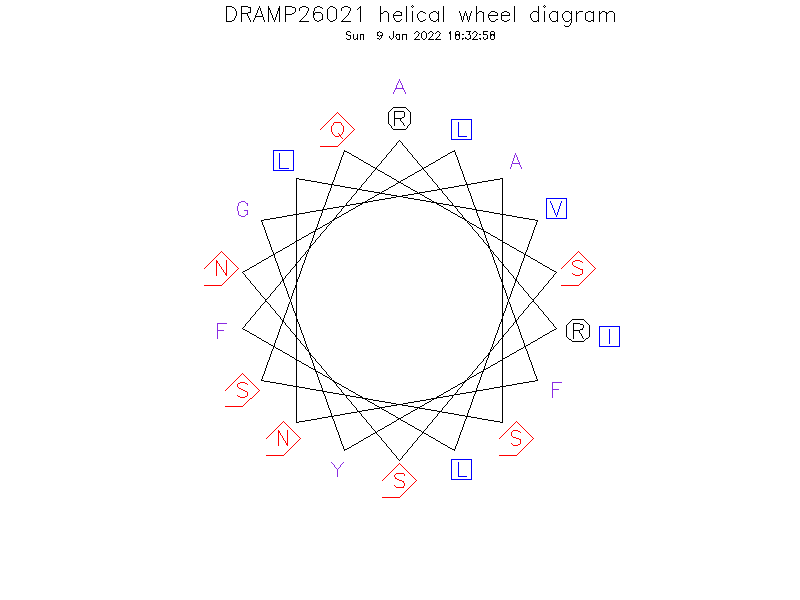 DRAMP26021 helical wheel diagram
Sun 9 Jan 2022 18:32:58
A
Q R L
L A
G V
N S
F R I
S F
N S
Y L
S